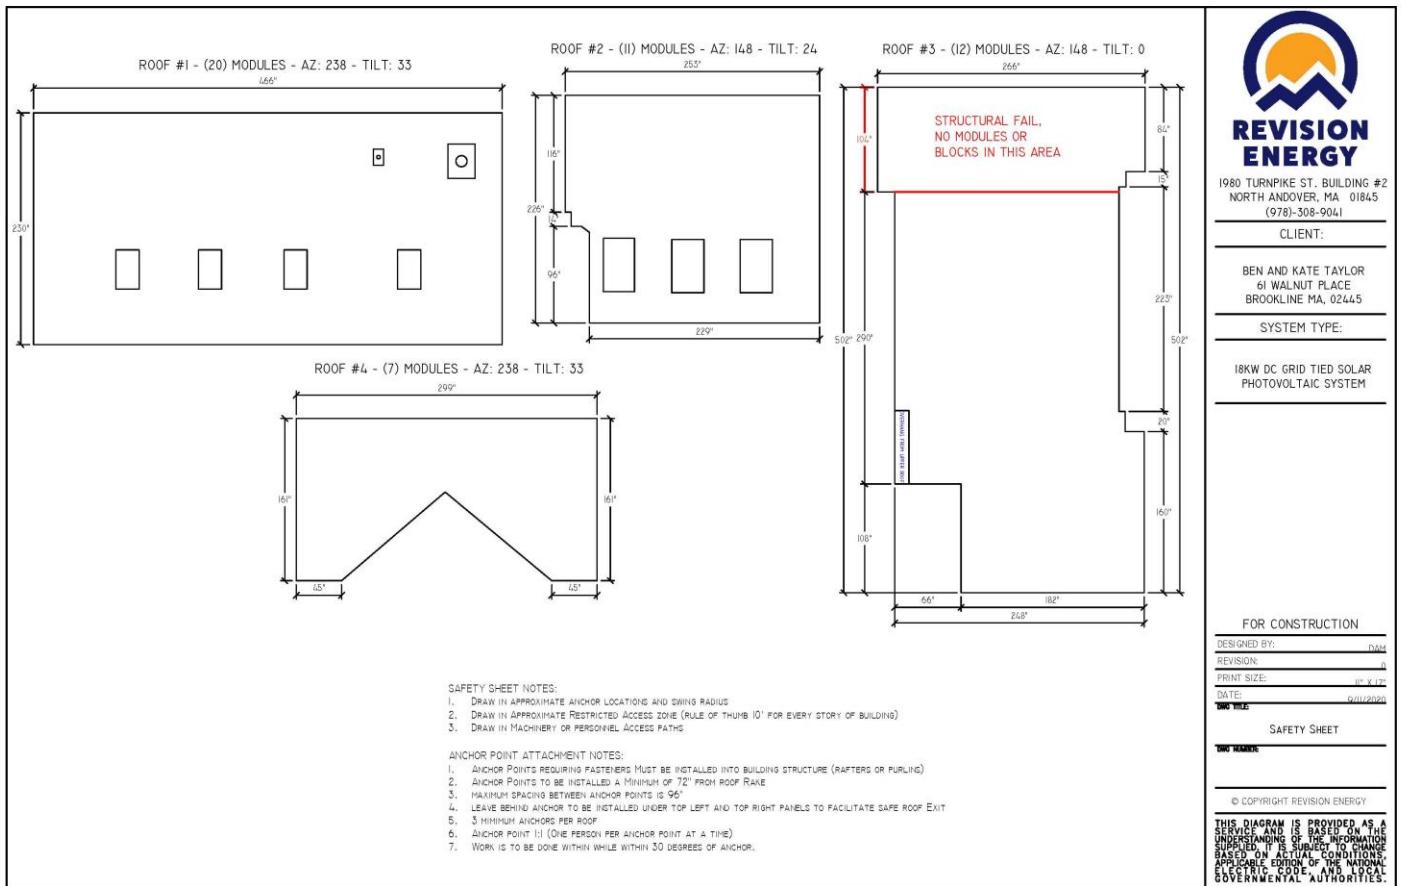 ROOF #1 - (20) MODULES - AZ: 238 - TILT: 33
466"
230"
ROOF #2 - (11) MODULES - AZ: 148 - TILT: 24
253"
116"
226"
14"
96"
229"
ROOF #3 - (12) MODULES - AZ: 148 - TILT: 0
266"
STRUCTURAL FAIL,
NO MODULES OR
BLOCKS IN THIS AREA
104"
84"
15"
223"
502"
290"
502"
20"
OVERHANG FROM UPPER ROOF
160"
108"
66"
182"
248"
ROOF #4 - (7) MODULES - AZ: 238 - TILT: 33
299"
161"
161"
45"
45"
SAFETY SHEET NOTES:
1. DRAW IN APPROXIMATE ANCHOR LOCATIONS AND SWING RADIUS
2. DRAW IN APPROXIMATE RESTRICTED ACCESS ZONE (RULE OF THUMB 10' FOR EVERY STORY OF BUILDING)
3. DRAW IN MACHINERY OR PERSONNEL ACCESS PATHS
ANCHOR POINT ATTACHMENT NOTES:
1. ANCHOR POINTS REQUIRING FASTENERS MUST BE INSTALLED INTO BUILDING STRUCTURE (RAFTERS OR PURLINS)
2. ANCHOR POINTS TO BE INSTALLED A MINIMUM OF 72" FROM ROOF RAKE
3. MAXIMUM SPACING BETWEEN ANCHOR POINTS IS 96"
4. LEAVE BEHIND ANCHOR TO BE INSTALLED UNDER TOP LEFT AND TOP RIGHT PANELS TO FACILITATE SAFE ROOF EXIT
5. 3 MINIMUM ANCHORS PER ROOF
6. ANCHOR POINT 1:1 (ONE PERSON PER ANCHOR POINT AT A TIME)
7. WORK IS TO BE DONE WITHIN WHILE WITHIN 30 DEGREES OF ANCHOR.
REVISION
ENERGY
1980 TURNPIKE ST. BUILDING #2
NORTH ANDOVER, MA 01845
(978)-308-9041
CLIENT:
BEN AND KATE TAYLOR
61 WALNUT PLACE
BROOKLINE MA, 02445
SYSTEM TYPE:
18KW DC GRID TIED SOLAR
PHOTOVOLTAIC SYSTEM
FOR CONSTRUCTION
DESIGNED BY: DAM
REVISION: 0
PRINT SIZE: 11" X 17"
DATE: 9/11/2020
DWG TITLE:
SAFETY SHEET
DWG NUMBER:
© COPYRIGHT REVISION ENERGY
THIS DIAGRAM IS PROVIDED AS A
SERVICE AND IS BASED ON THE
UNDERSTANDING OF THE INFORMATION
SUPPLIED. IT IS SUBJECT TO CHANGE
BASED ON ACTUAL CONDITIONS,
APPLICABLE EDITION OF THE NATIONAL
ELECTRIC CODE, AND LOCAL
GOVERNMENTAL AUTHORITIES.